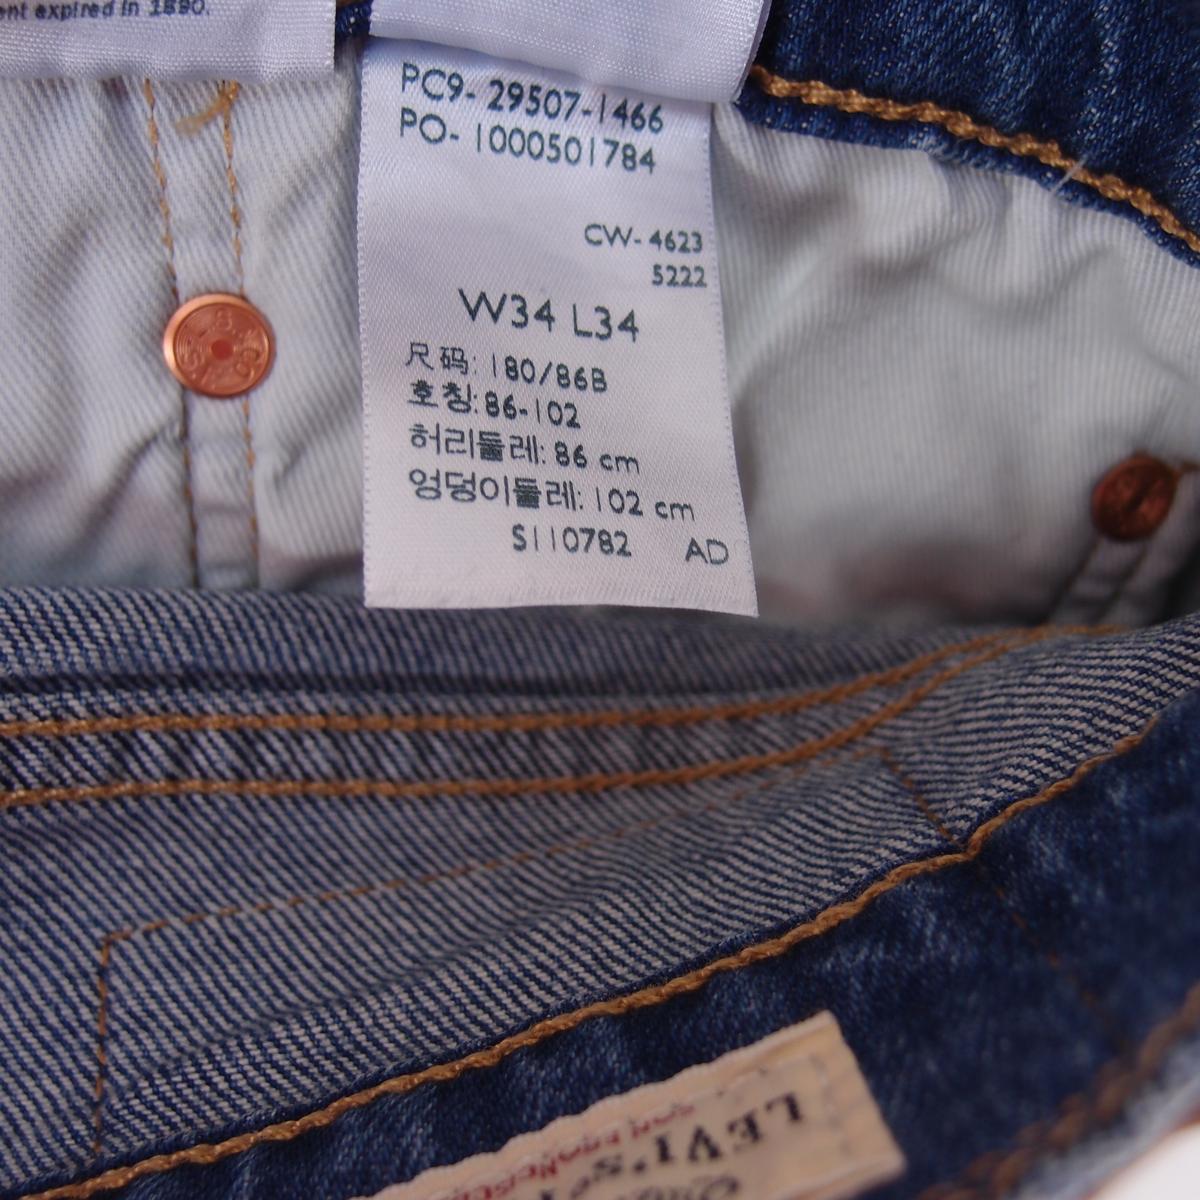 ent expired in 1890.
PC9- 29507-1466
PO- 1000501784
CW- 4623
5222
W34 L34
尺码: 180/86B
호칭: 86-102
허리둘레: 86 cm
엉덩이둘레: 102 cm
S110782 AD
LEVI'S